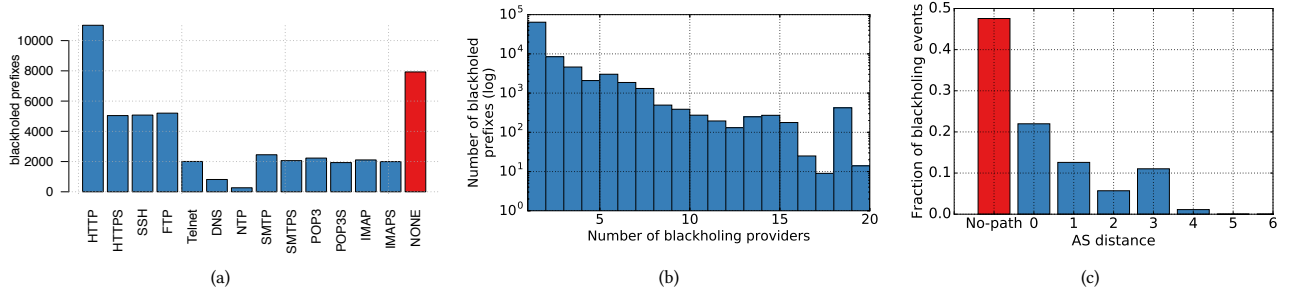 blackholed prefixes
10000
8000
6000
4000
2000
0
HTTP
HTTPS
SSH
FTP
Telnet
DNS
NTP
SMTP
SMTPS
POP3
POP3S
IMAP
IMAPS
NONE
(a)
Number of blackholed
prefixes (log)
10^5
10^4
10^3
10^2
10^1
10^0
5 10 15 20
Number of blackholing providers
(b)
Fraction of blackholing events
0.5
0.4
0.3
0.2
0.1
0.0
No-path 0 1 2 3 4 5 6
AS distance
(c)